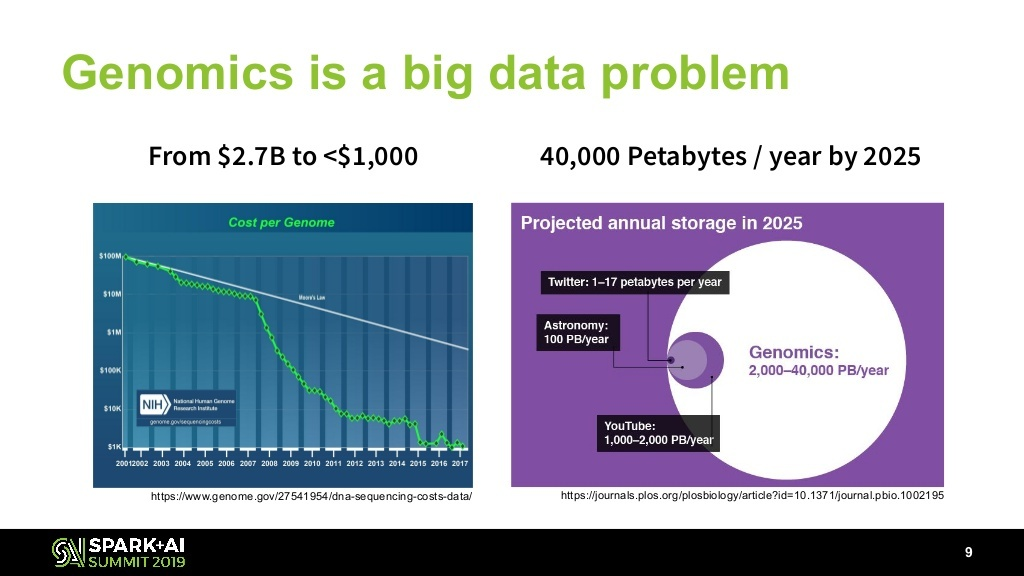 Genomics is a big data problem
From $2.7B to <$1,000
40,000 Petabytes / year by 2025
Cost per Genome
$100M
$10M
$1M
$100K
$10K
$1K
Moore's Law
NIH
National Human Genome
Research Institute
genome.gov/sequencingcosts
2001 2002 2003 2004 2005 2006 2007 2008 2009 2010 2011 2012 2013 2014 2015 2016 2017
https://www.genome.gov/27541954/dna-sequencing-costs-data/
Projected annual storage in 2025
Twitter: 1–17 petabytes per year
Astronomy:
100 PB/year
Genomics:
2,000–40,000 PB/year
YouTube:
1,000–2,000 PB/year
https://journals.plos.org/plosbiology/article?id=10.1371/journal.pbio.1002195
SPARK+AI
SUMMIT 2019
9